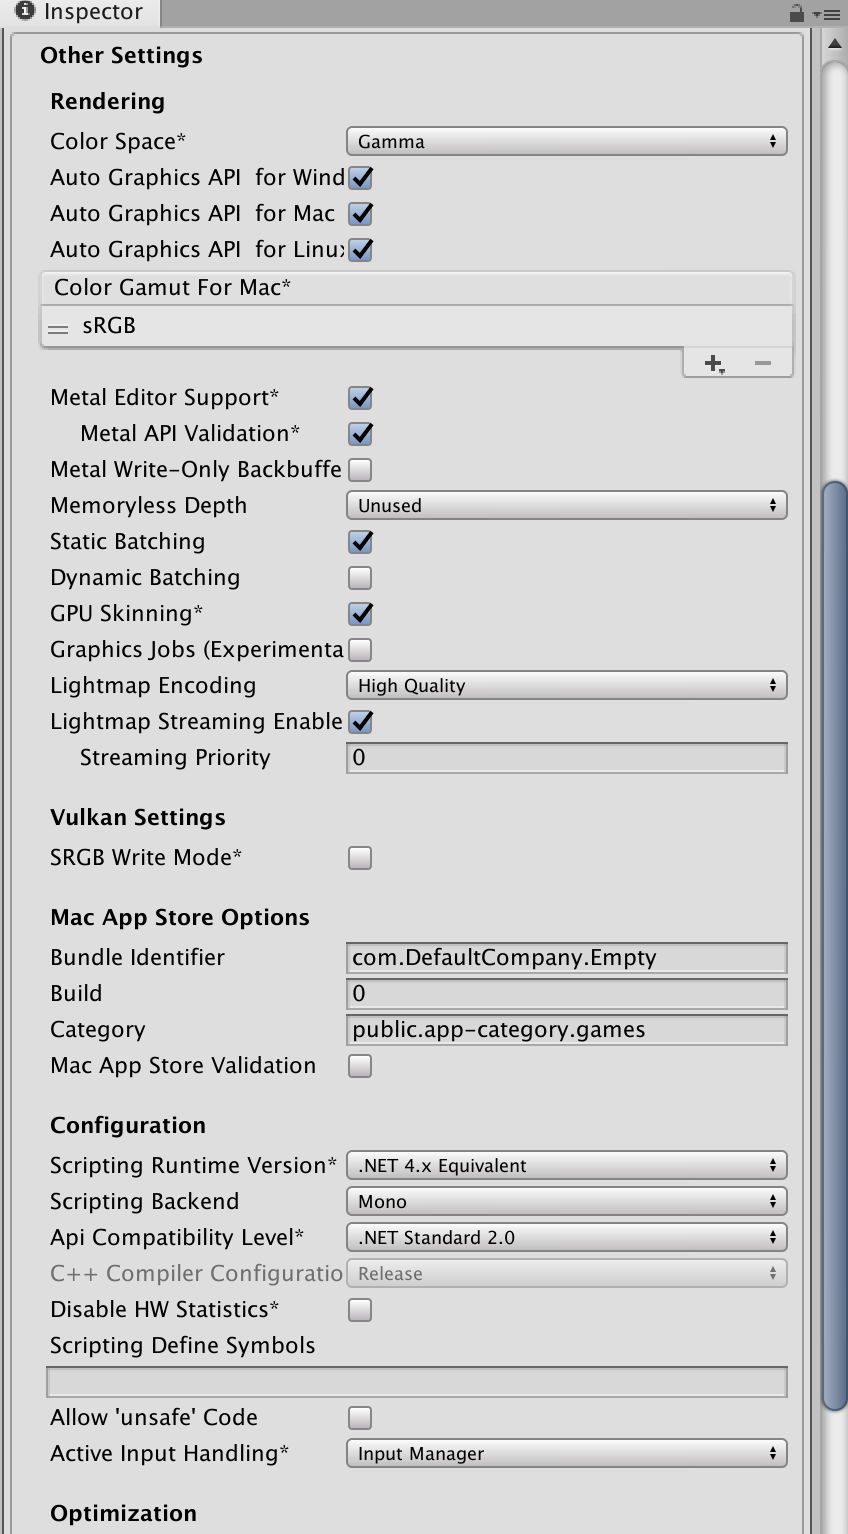 Inspector
Other Settings
Rendering
Color Space* Gamma
Auto Graphics API  for Wind
Auto Graphics API  for Mac
Auto Graphics API  for Linu
Color Gamut For Mac*
sRGB
Metal Editor Support*
Metal API Validation*
Metal Write-Only Backbuffe
Memoryless Depth Unused
Static Batching
Dynamic Batching
GPU Skinning*
Graphics Jobs (Experimenta
Lightmap Encoding High Quality
Lightmap Streaming Enable
Streaming Priority 0
Vulkan Settings
SRGB Write Mode*
Mac App Store Options
Bundle Identifier com.DefaultCompany.Empty
Build 0
Category public.app-category.games
Mac App Store Validation
Configuration
Scripting Runtime Version* .NET 4.x Equivalent
Scripting Backend Mono
Api Compatibility Level* .NET Standard 2.0
C++ Compiler Configuratio Release
Disable HW Statistics*
Scripting Define Symbols
Allow 'unsafe' Code
Active Input Handling* Input Manager
Optimization